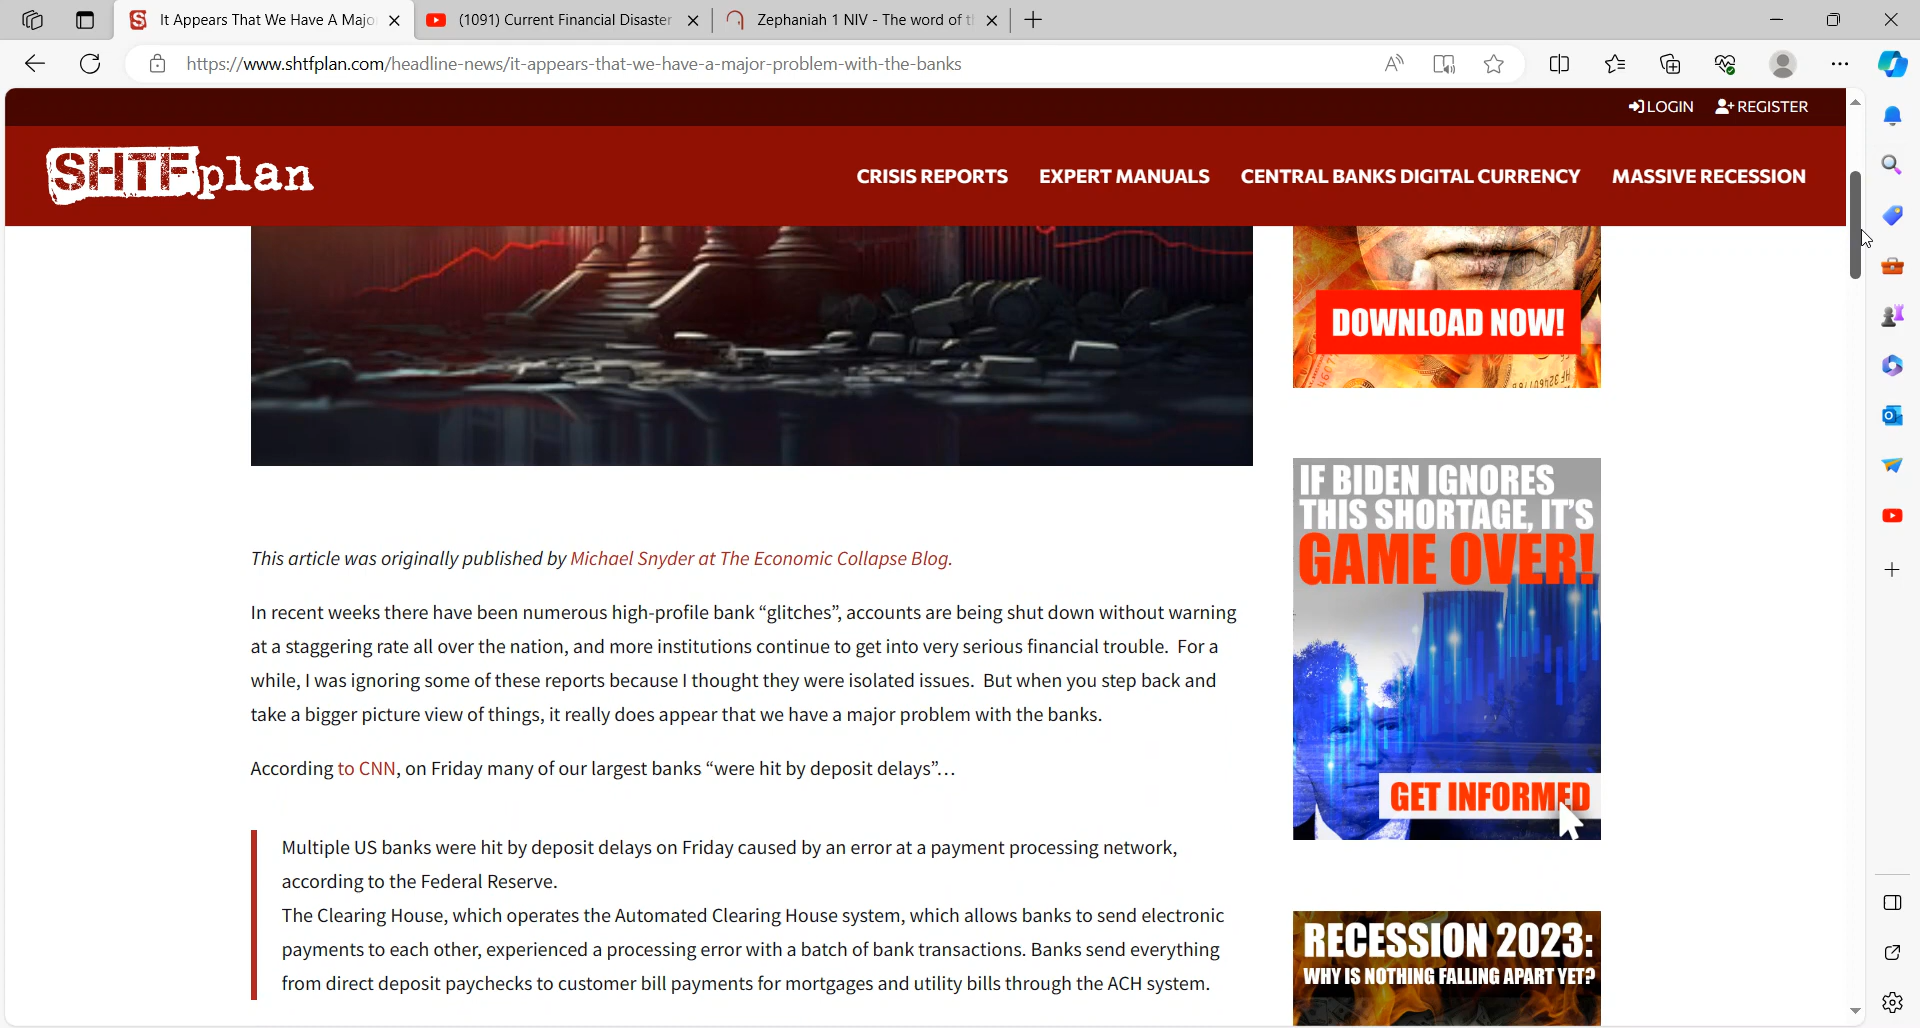 It Appears That We Have A Majo
(1091) Current Financial Disaster
Zephaniah 1 NIV - The word of t
https://www.shtfplan.com/headline-news/it-appears-that-we-have-a-major-problem-with-the-banks
LOGIN REGISTER
SHTFplan
CRISIS REPORTS EXPERT MANUALS CENTRAL BANKS DIGITAL CURRENCY MASSIVE RECESSION
DOWNLOAD NOW!
This article was originally published by Michael Snyder at The Economic Collapse Blog.
In recent weeks there have been numerous high-profile bank “glitches”, accounts are being shut down without warning
at a staggering rate all over the nation, and more institutions continue to get into very serious financial trouble. For a
while, I was ignoring some of these reports because I thought they were isolated issues. But when you step back and
take a bigger picture view of things, it really does appear that we have a major problem with the banks.
According to CNN, on Friday many of our largest banks “were hit by deposit delays”…
Multiple US banks were hit by deposit delays on Friday caused by an error at a payment processing network,
according to the Federal Reserve.
The Clearing House, which operates the Automated Clearing House system, which allows banks to send electronic
payments to each other, experienced a processing error with a batch of bank transactions. Banks send everything
from direct deposit paychecks to customer bill payments for mortgages and utility bills through the ACH system.
IF BIDEN IGNORES
THIS SHORTAGE, IT'S
GAME OVER!
GET INFORMED
RECESSION 2023:
WHY IS NOTHING FALLING APART YET?